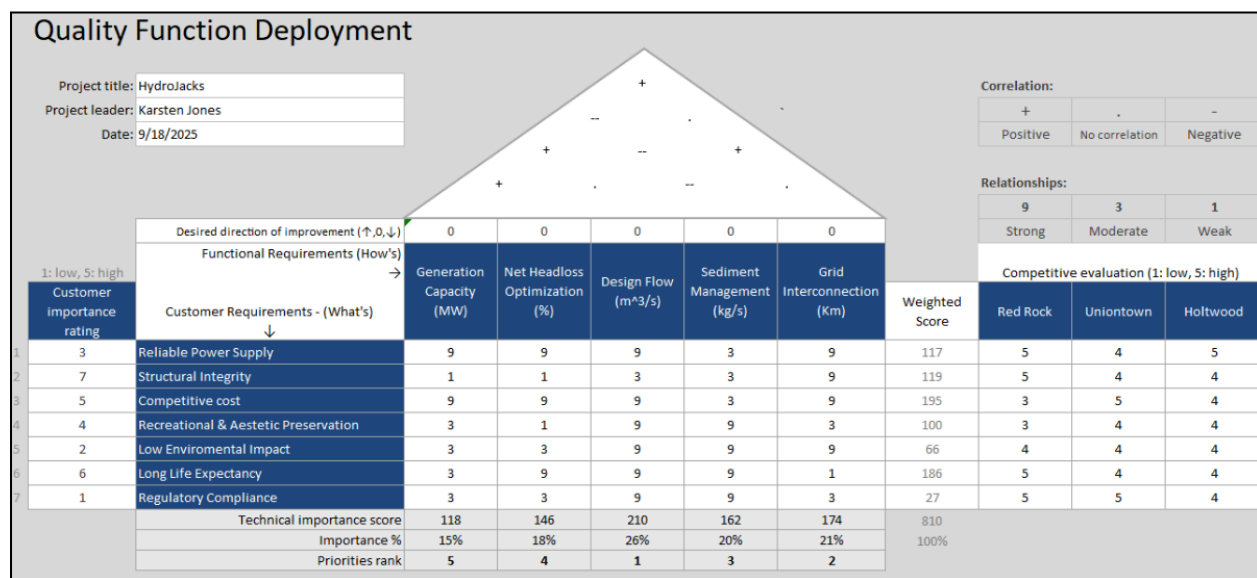 Quality Function Deployment
Project title: HydroJacks
Project leader: Karsten Jones
Date: 9/18/2025
+
-- . `
+ -- +
+ . -- .
Correlation:
+ . -
Positive No correlation Negative
Relationships:
9 3 1
Strong Moderate Weak
Desired direction of improvement (↑,0,↓) 0 0 0 0 0
1: low, 5: high
Customer
importance
rating
Functional Requirements (How's)
→
Customer Requirements - (What's)
↓
Generation
Capacity
(MW)
Net Headloss
Optimization
(%)
Design Flow
(m^3/s)
Sediment
Management
(kg/s)
Grid
Interconnection
(Km)
Weighted
Score
Competitive evaluation (1: low, 5: high)
Red Rock Uniontown Holtwood
1 3 Reliable Power Supply 9 9 9 3 9 117 5 4 5
2 7 Structural Integrity 1 1 3 3 9 119 5 4 4
3 5 Competitive cost 9 9 9 3 9 195 3 5 4
4 4 Recreational & Aestetic Preservation 3 1 9 9 3 100 3 4 4
5 2 Low Enviromental Impact 3 3 9 9 9 66 4 4 4
6 6 Long Life Expectancy 3 9 9 9 1 186 5 4 4
7 1 Regulatory Compliance 3 3 9 9 3 27 5 5 4
Technical importance score 118 146 210 162 174 810
Importance % 15% 18% 26% 20% 21% 100%
Priorities rank 5 4 1 3 2